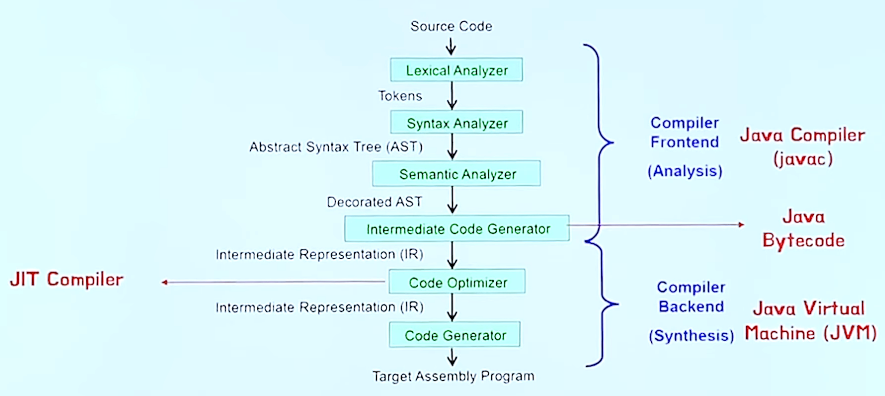 Source Code
Lexical Analyzer
Tokens
Syntax Analyzer
Abstract Syntax Tree (AST)
Semantic Analyzer
Decorated AST
Intermediate Code Generator
Intermediate Representation (IR)
Code Optimizer
Intermediate Representation (IR)
Code Generator
Target Assembly Program
JIT Compiler
Compiler
Frontend
(Analysis)
Java Compiler
(javac)
Java
Bytecode
Compiler
Backend
(Synthesis)
Java Virtual
Machine (JVM)